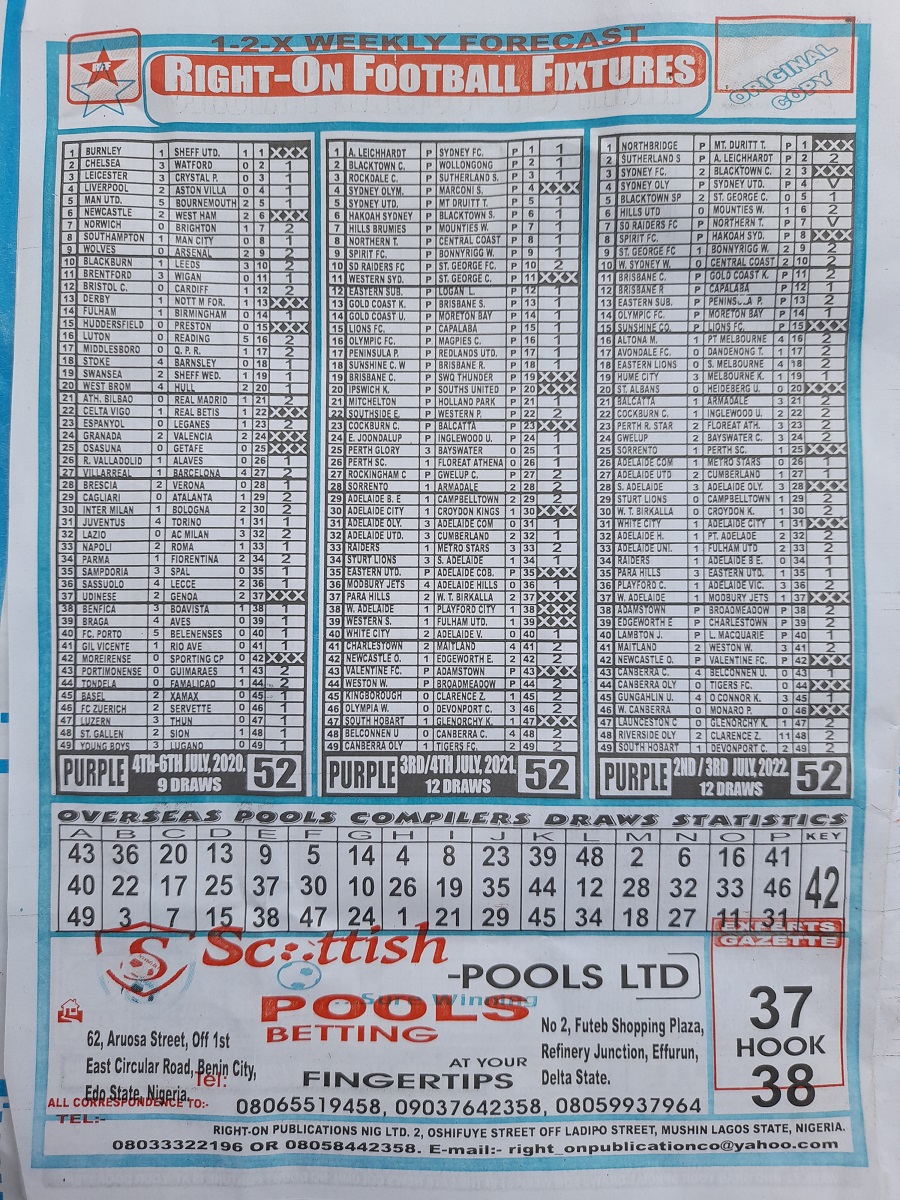 1-2-X WEEKLY FORECAST
RIGHT-ON FOOTBALL FIXTURES
ORIGINAL
COPY
1 BURNLEY 1 SHEFF UTD. 1 1 XXX
2 CHELSEA 3 WATFORD 0 2 1
3 LEICESTER 3 CRYSTAL P. 0 3 1
4 LIVERPOOL 2 ASTON VILLA 0 4 1
5 MAN UTD. 5 BOURNEMOUTH 2 5 1
6 NEWCASTLE 2 WEST HAM 2 6 XXX
7 NORWICH 0 BRIGHTON 1 7 2
8 SOUTHAMPTON 1 MAN CITY 0 8 1
9 WOLVES 0 ARSENAL 2 9 2
10 BLACKBURN 1 LEEDS 3 10 2
11 BRENTFORD 3 WIGAN 0 11 1
12 BRISTOL C. 0 CARDIFF 1 12 2
13 DERBY 1 NOTT M FOR. 1 13 XXX
14 FULHAM 1 BIRMINGHAM 0 14 1
15 HUDDERSFIELD 0 PRESTON 0 15 XXX
16 LUTON 0 READING 5 16 2
17 MIDDLESBORO 0 Q. P. R. 1 17 2
18 STOKE 4 BARNSLEY 0 18 1
19 SWANSEA 2 SHEFF WED. 1 19 1
20 WEST BROM 4 HULL 2 20 1
21 ATH. BILBAO 0 REAL MADRID 1 21 2
22 CELTA VIGO 1 REAL BETIS 1 22 XXX
23 ESPANYOL 0 LEGANES 1 23 2
24 GRANADA 2 VALENCIA 2 24 XXX
25 OSASUNA 0 GETAFE 0 25 XXX
26 R. VALLADOLID 1 ALAVES 0 26 1
27 VILLARREAL 1 BARCELONA 4 27 2
28 BRESCIA 2 VERONA 0 28 1
29 CAGLIARI 0 ATALANTA 1 29 2
30 INTER MILAN 1 BOLOGNA 2 30 2
31 JUVENTUS 4 TORINO 1 31 1
32 LAZIO 0 AC MILAN 3 32 2
33 NAPOLI 2 ROMA 1 33 1
34 PARMA 1 FIORENTINA 2 34 2
35 SAMPDORIA 3 SPAL 0 35 1
36 SASSUOLO 4 LECCE 2 36 1
37 UDINESE 2 GENOA 2 37 XXX
38 BENFICA 3 BOAVISTA 1 38 1
39 BRAGA 4 AVES 0 39 1
40 FC. PORTO 5 BELENENSES 0 40 1
41 GIL VICENTE 1 RIO AVE 0 41 1
42 MOREIRENSE 0 SPORTING CP 0 42 XXX
43 PORTIMONENSE 0 GUIMARAES 1 43 2
44 TONDELA 0 FAMALICAO 1 44 2
45 BASEL 2 XAMAX 0 45 1
46 FC ZUERICH 2 SERVETTE 0 46 1
47 LUZERN 3 THUN 0 47 1
48 ST. GALLEN 2 SION 1 48 1
49 YOUNG BOYS 3 LUGANO 0 49 1
PURPLE 4TH-6TH JULY, 2020. 52
9 DRAWS
1 A. LEICHHARDT P SYDNEY FC. P 1 1
2 BLACKTOWN C. P WOLLONGONG P 2 1
3 ROCKDALE C. P SUTHERLAND S. P 3 1
4 SYDNEY OLYM. P MARCONI S. P 4 XXX
5 SYDNEY UTD. P MT DRUITT T. P 5 1
6 HAKOAH SYDNEY P BLACKTOWN S. P 6 1
7 HILLS BRUMIES P MOUNTIES W. P 7 1
8 NORTHERN T. P CENTRAL COAST P 8 1
9 SPIRIT FC. P BONNYRIGG W. P 9 1
10 SD RAIDERS FC P ST. GEORGE FC. P 10 2
11 WESTERN SYD. P ST. GEORGE C. P 11 XXX
12 EASTERN SUB. P LOGAN L. P 12 1
13 GOLD COAST K. P BRISBANE S. P 13 1
14 GOLD COAST U. P MORETON BAY P 14 1
15 LIONS FC. P CAPALABA P 15 1
16 OLYMPIC FC. P MAGPIES C. P 16 1
17 PENINSULA P. P REDLANDS UTD. P 17 1
18 SUNSHINE C. W P BRISBANE R. P 18 1
19 BRISBANE C. P SWQ THUNDER P 19 XXX
20 IPSWICH K. P SOUTHS UNITED P 20 XXX
21 MITCHELTON P HOLLAND PARK P 21 1
22 SOUTHSIDE E. P WESTERN P. P 22 2
23 COCKBURN C. P BALCATTA P 23 XXX
24 E. JOONDALUP P INGLEWOOD U. P 24 1
25 PERTH GLORY 3 BAYSWATER 0 25 1
26 PERTH SC. 1 FLOREAT ATHENA 0 26 1
27 ROCKINGHAM C P GWELUP C. P 27 2
28 SORRENTO 1 ARMADALE 2 28 2
29 ADELAIDE B. E 1 CAMPBELLTOWN 2 29 2
30 ADELAIDE CITY 1 CROYDON KINGS 1 30 XXX
31 ADELAIDE OLY. 3 ADELAIDE COM 0 31 1
32 ADELAIDE UTD. 3 CUMBERLAND 2 32 1
33 RAIDERS 1 METRO STARS 3 33 2
34 STURT LIONS 3 S. ADELAIDE 1 34 1
35 EASTERN UTD. P ADELAIDE COB. P 35 XXX
36 MODBURY JETS 4 ADELAIDE HILLS 0 36 1
37 PARA HILLS 2 W. T. BIRKALLA 2 37 XXX
38 W. ADELAIDE 1 PLAYFORD CITY 1 38 XXX
39 WESTERN S. 1 FULHAM UTD. 1 39 XXX
40 WHITE CITY 2 ADELAIDE V. 0 40 1
41 CHARLESTOWN 2 MAITLAND 4 41 2
42 NEWCASTLE O. 1 EDGEWORTH E. 2 42 2
43 VALENTINE FC. P ADAMSTOWN P 43 XXX
44 WESTON W. P BROADMEADOW P 44 2
45 KINGBOROUGH 0 CLARENCE Z. 1 45 2
46 OLYMPIA W. 0 DEVONPORT C. 3 46 2
47 SOUTH HOBART 1 GLENORCHY K. 1 47 XXX
48 BELCONNEN U 0 CANBERRA C. 4 48 2
49 CANBERRA OLY 1 TIGERS FC. 2 49 2
PURPLE 3RD/4TH JULY, 2021. 52
12 DRAWS
1 NORTHBRIDGE P MT. DURITT T. P 1 XXX
2 SUTHERLAND S P A. LEICHHARDT P 2 2
3 SYDNEY FC. 2 BLACKTOWN C. 2 3 XXX
4 SYDNEY OLY P SYDNEY UTD. P 4 V
5 BLACKTOWN SP 2 ST. GEORGE C. 0 5 1
6 HILLS UTD 0 MOUNTIES W. 1 6 2
7 SD RAIDERS FC P NORTHERN T. P 7 V
8 SPIRIT FC. P HAKOAH SYD. P 8 XXX
9 ST. GEORGE FC 1 BONNYRIGG W. 2 9 2
10 W. SYDNEY W. 0 CENTRAL COAST 2 10 2
11 BRISBANE C. P GOLD COAST K. P 11 2
12 BRISBANE R P CAPALABA P 12 1
13 EASTERN SUB. P PENINSULA P. P 13 2
14 OLYMPIC FC. P MORETON BAY P 14 1
15 SUNSHINE CO. P LIONS FC. P 15 XXX
16 ALTONA M. 1 PT MELBOURNE 4 16 2
17 AVONDALE FC. 0 DANDENONG T. 1 17 2
18 EASTERN LIONS 0 S. MELBOURNE 4 18 2
19 HUME CITY 3 MELBOURNE K. 1 19 1
20 ST. ALBANS 0 HEIDEBERG U. 0 20 XXX
21 BALCATTA 1 ARMADALE 3 21 2
22 COCKBURN C. 1 INGLEWOOD U. 2 22 2
23 PERTH R. STAR 2 FLOREAT ATH. 3 23 2
24 GWELUP 2 BAYSWATER C. 3 24 2
25 SORRENTO 1 PERTH SC. 1 25 XXX
26 ADELAIDE COM 1 METRO STARS 0 26 1
27 ADELAIDE UTD 2 CUMBERLAND 1 27 1
28 S. ADELAIDE 3 ADELAIDE OLY. 3 28 XXX
29 STURT LIONS 0 CAMPBELLTOWN 2 29 2
30 W. T. BIRKALLA 0 CROYDON K. 1 30 2
31 WHITE CITY 1 ADELAIDE CITY 1 31 XXX
32 ADELAIDE H. 1 PT. ADELADE 2 32 2
33 ADELAIDE UNI. 1 FULHAM UTD 2 33 2
34 RAIDERS 1 ADELAIDE B E. 0 34 1
35 PARA HILLS 3 EASTERN UTD. 1 35 1
36 PLAYFORD C. 1 ADELAIDE VIC. 3 36 2
37 W. ADELAIDE 1 MODBURY JETS 1 37 XXX
38 ADAMSTOWN P BROADMEADOW P 38 2
39 EDGEWORTH E P CHARLESTOWN P 39 2
40 LAMBTON J. P L. MACQUARIE P 40 1
41 MAITLAND 2 WESTON W. 3 41 2
42 NEWCASTLE O. P VALENTINE FC. P 42 XXX
43 CANBERRA C. 4 BELCONNEN U. 0 43 1
44 CANBERRA OLY 0 TIGERS FC. 0 44 XXX
45 GUNGAHLIN U. 4 O'CONNOR K. 3 45 1
46 W. CANBERRA 0 MONARO P. 0 46 XXX
47 LAUNCESTON C 0 GLENORCHY K. 1 47 2
48 RIVERSIDE OLY 2 CLARENCE Z. 11 48 2
49 SOUTH HOBART 1 DEVONPORT C. 2 49 2
PURPLE 2ND / 3RD JULY, 2022. 52
12 DRAWS
OVERSEAS POOLS COMPILERS DRAWS STATISTICS
A B C D E F G H I J K L M N O P KEY
43 36 20 13 9 5 14 4 8 23 39 48 2 6 16 41
40 22 17 25 37 30 10 26 19 35 44 12 28 32 33 46 42
49 3 7 15 38 47 24 1 21 29 45 34 18 27 11 31
EXPERTS
GAZETTE
37
HOOK
38
Scottish
-POOLS LTD
...Sure Winning
POOLS
BETTING
AT YOUR
FINGERTIPS
62, Aruosa Street, Off 1st
East Circular Road, Benin City,
Edo State, Nigeria.
Tel:
No 2, Futeb Shopping Plaza,
Refinery Junction, Effurun,
Delta State.
08065519458, 09037642358, 08059937964
ALL CORRESPONDENCE TO:-
TEL:-
RIGHT-ON PUBLICATIONS NIG LTD. 2, OSHIFUYE STREET OFF LADIPO STREET, MUSHIN LAGOS STATE, NIGERIA.
08033322196 OR 08058442358. E-mail:- right_onpublicationco@yahoo.com